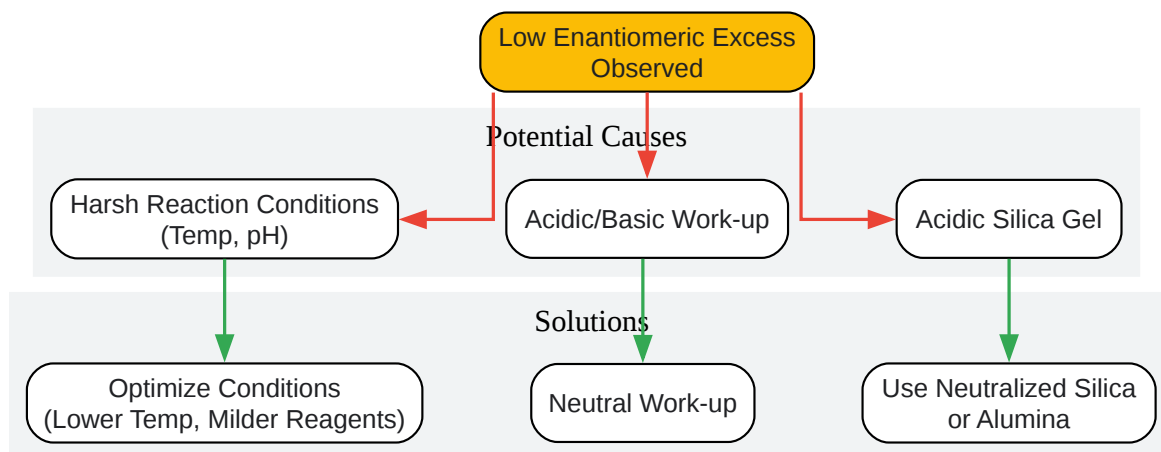 Low Enantiomeric Excess
Observed
Potential Causes
Harsh Reaction Conditions
(Temp, pH)
Acidic/Basic Work-up
Acidic Silica Gel
Solutions
Optimize Conditions
(Lower Temp, Milder Reagents)
Neutral Work-up
Use Neutralized Silica
or Alumina